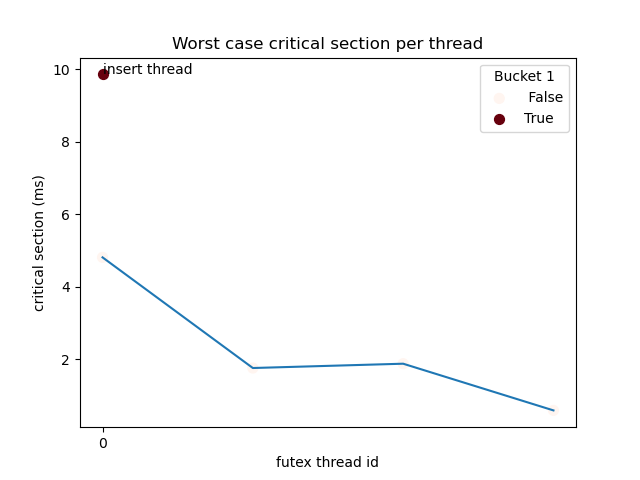 Worst case critical section per thread
10
8
6
4
2
critical section (ms)
insert thread
Bucket 1
False
True
0
futex thread id